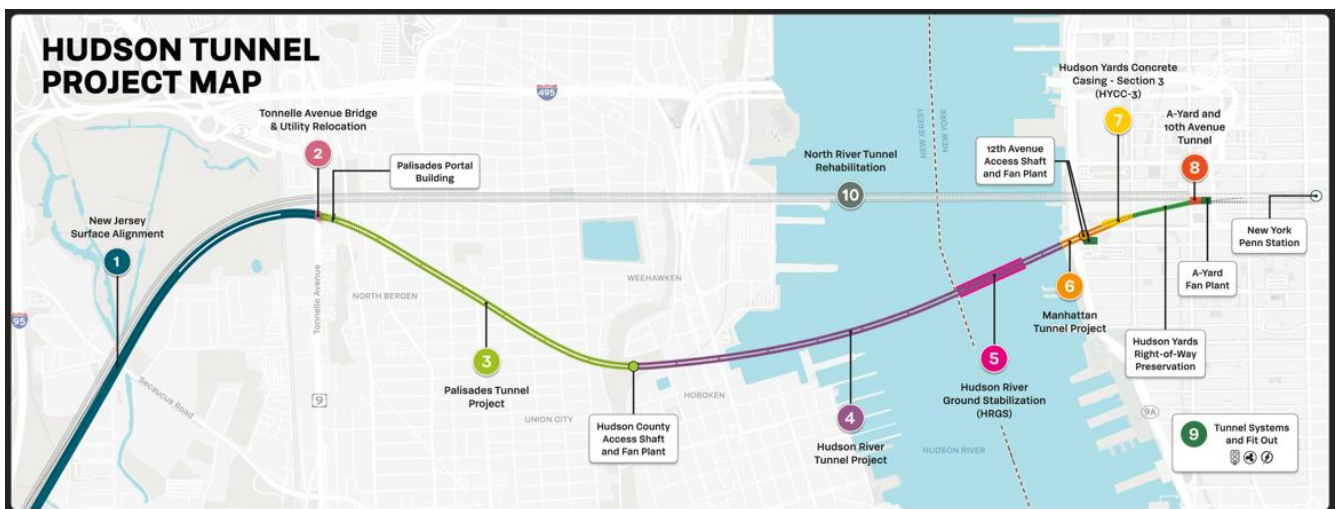 HUDSON TUNNEL
PROJECT MAP
495
3
Tonnelle Avenue Bridge
& Utility Relocation
2
Palisades Portal
Building
New Jersey
Surface Alignment
1
95
Secaucus Road
Tonnelle Avenue
9
NORTH BERGEN
3
Palisades Tunnel
Project
UNION CITY
WEEHAWKEN
Hudson County
Access Shaft
and Fan Plant
HOBOKEN
4
Hudson River
Tunnel Project
North River Tunnel
Rehabilitation
10
NEW JERESY
NEW YORK
5
Hudson River
Ground Stabilization
(HRGS)
HUDSON RIVER
12th Avenue
Access Shaft
and Fan Plant
6
Manhattan
Tunnel Project
Hudson Yards Concrete
Casing - Section 3
(HYCC-3)
7
A-Yard and
10th Avenue
Tunnel
8
New York
Penn Station
A-Yard
Fan Plant
Hudson Yards
Right-of-Way
Preservation
9A
9
Tunnel Systems
and Fit Out